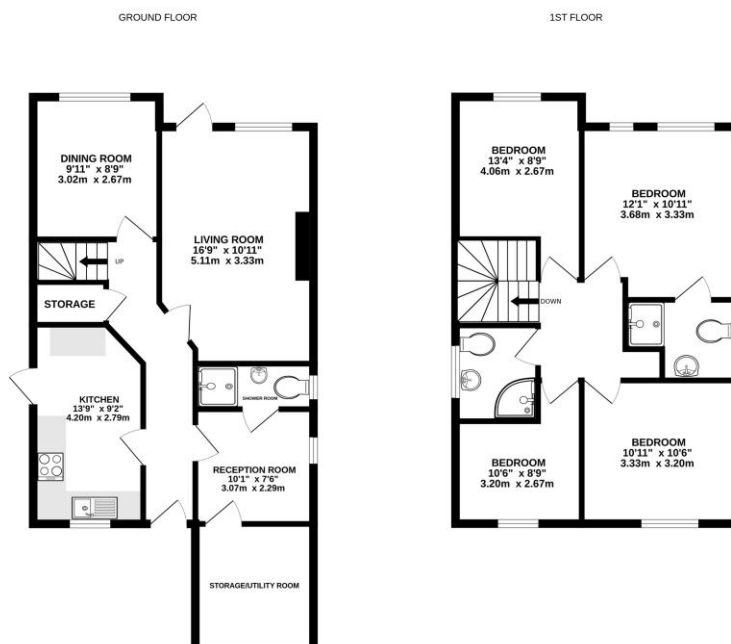 GROUND FLOOR
1ST FLOOR
DINING ROOM
9'11" x 8'9"
3.02m x 2.67m
LIVING ROOM
16'9" x 10'11"
5.11m x 3.33m
UP
STORAGE
KITCHEN
13'9" x 9'2"
4.20m x 2.79m
SHOWER ROOM
RECEPTION ROOM
10'1" x 7'6"
3.07m x 2.29m
STORAGE/UTILITY ROOM
BEDROOM
13'4" x 8'9"
4.06m x 2.67m
BEDROOM
12'1" x 10'11"
3.68m x 3.33m
DOWN
BEDROOM
10'6" x 8'9"
3.20m x 2.67m
BEDROOM
10'11" x 10'6"
3.33m x 3.20m